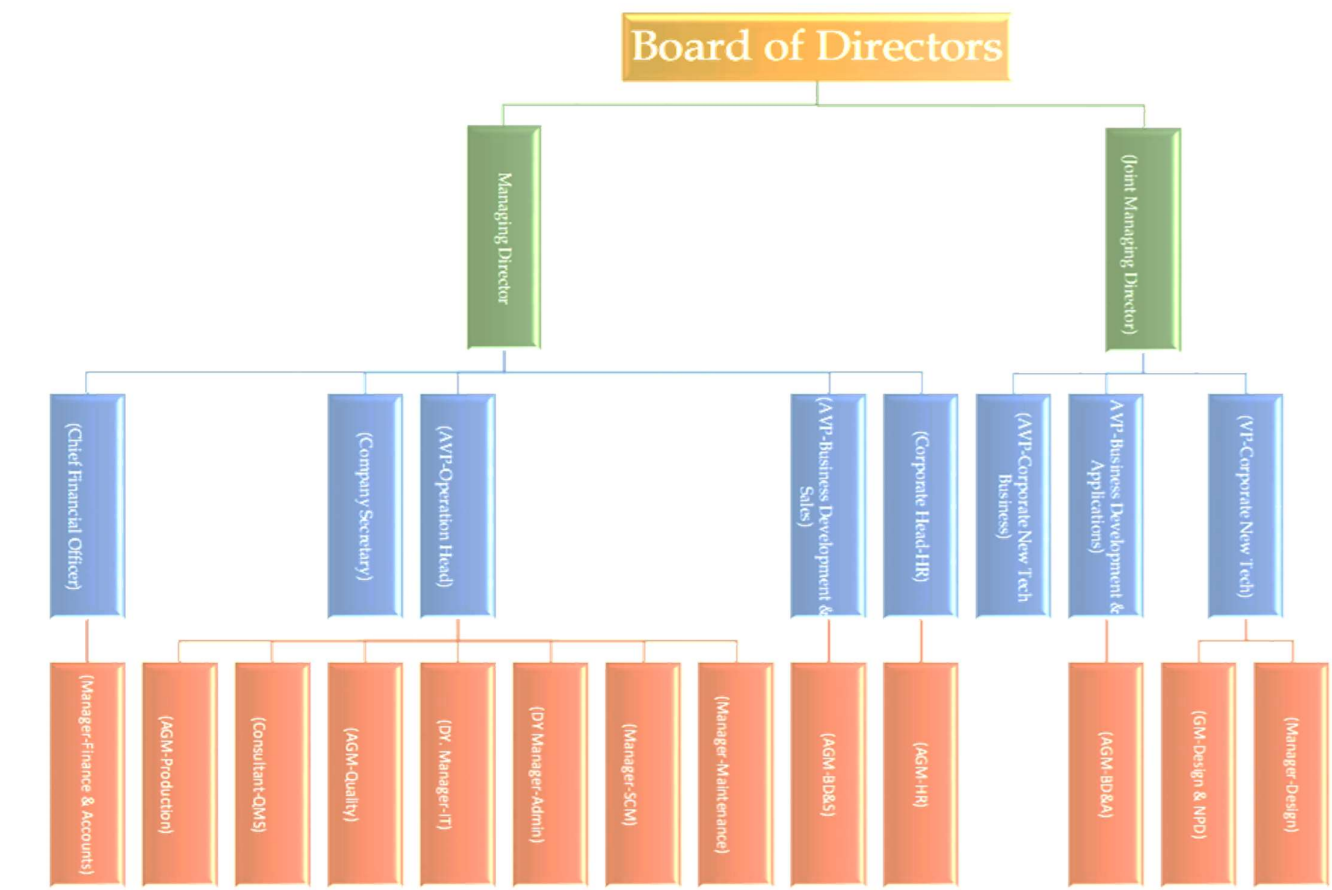 Board of Directors
Managing Director
(Joint Managing Director)
(Chief Financial Officer)
(Company Secretary)
(AVP-Operation Head)
(AVP-Business Development &
Sales)
(Corporate Head-HR)
(AVP-Corporate New Tech
Business)
AVP-Business Development &
Applications)
(VP-Corporate New Tech)
(Manager-Finance & Accounts)
(AGM-Production)
(Consultant-QMS)
(AGM-Quality)
(DY. Manager-IT)
(DY Manager-Admin)
(Manager-SCM)
(Manager-Maintenance)
(AGM-BD&S)
(AGM-HR)
(AGM-BD&A)
(GM-Design & NPD)
(Manager-Design)